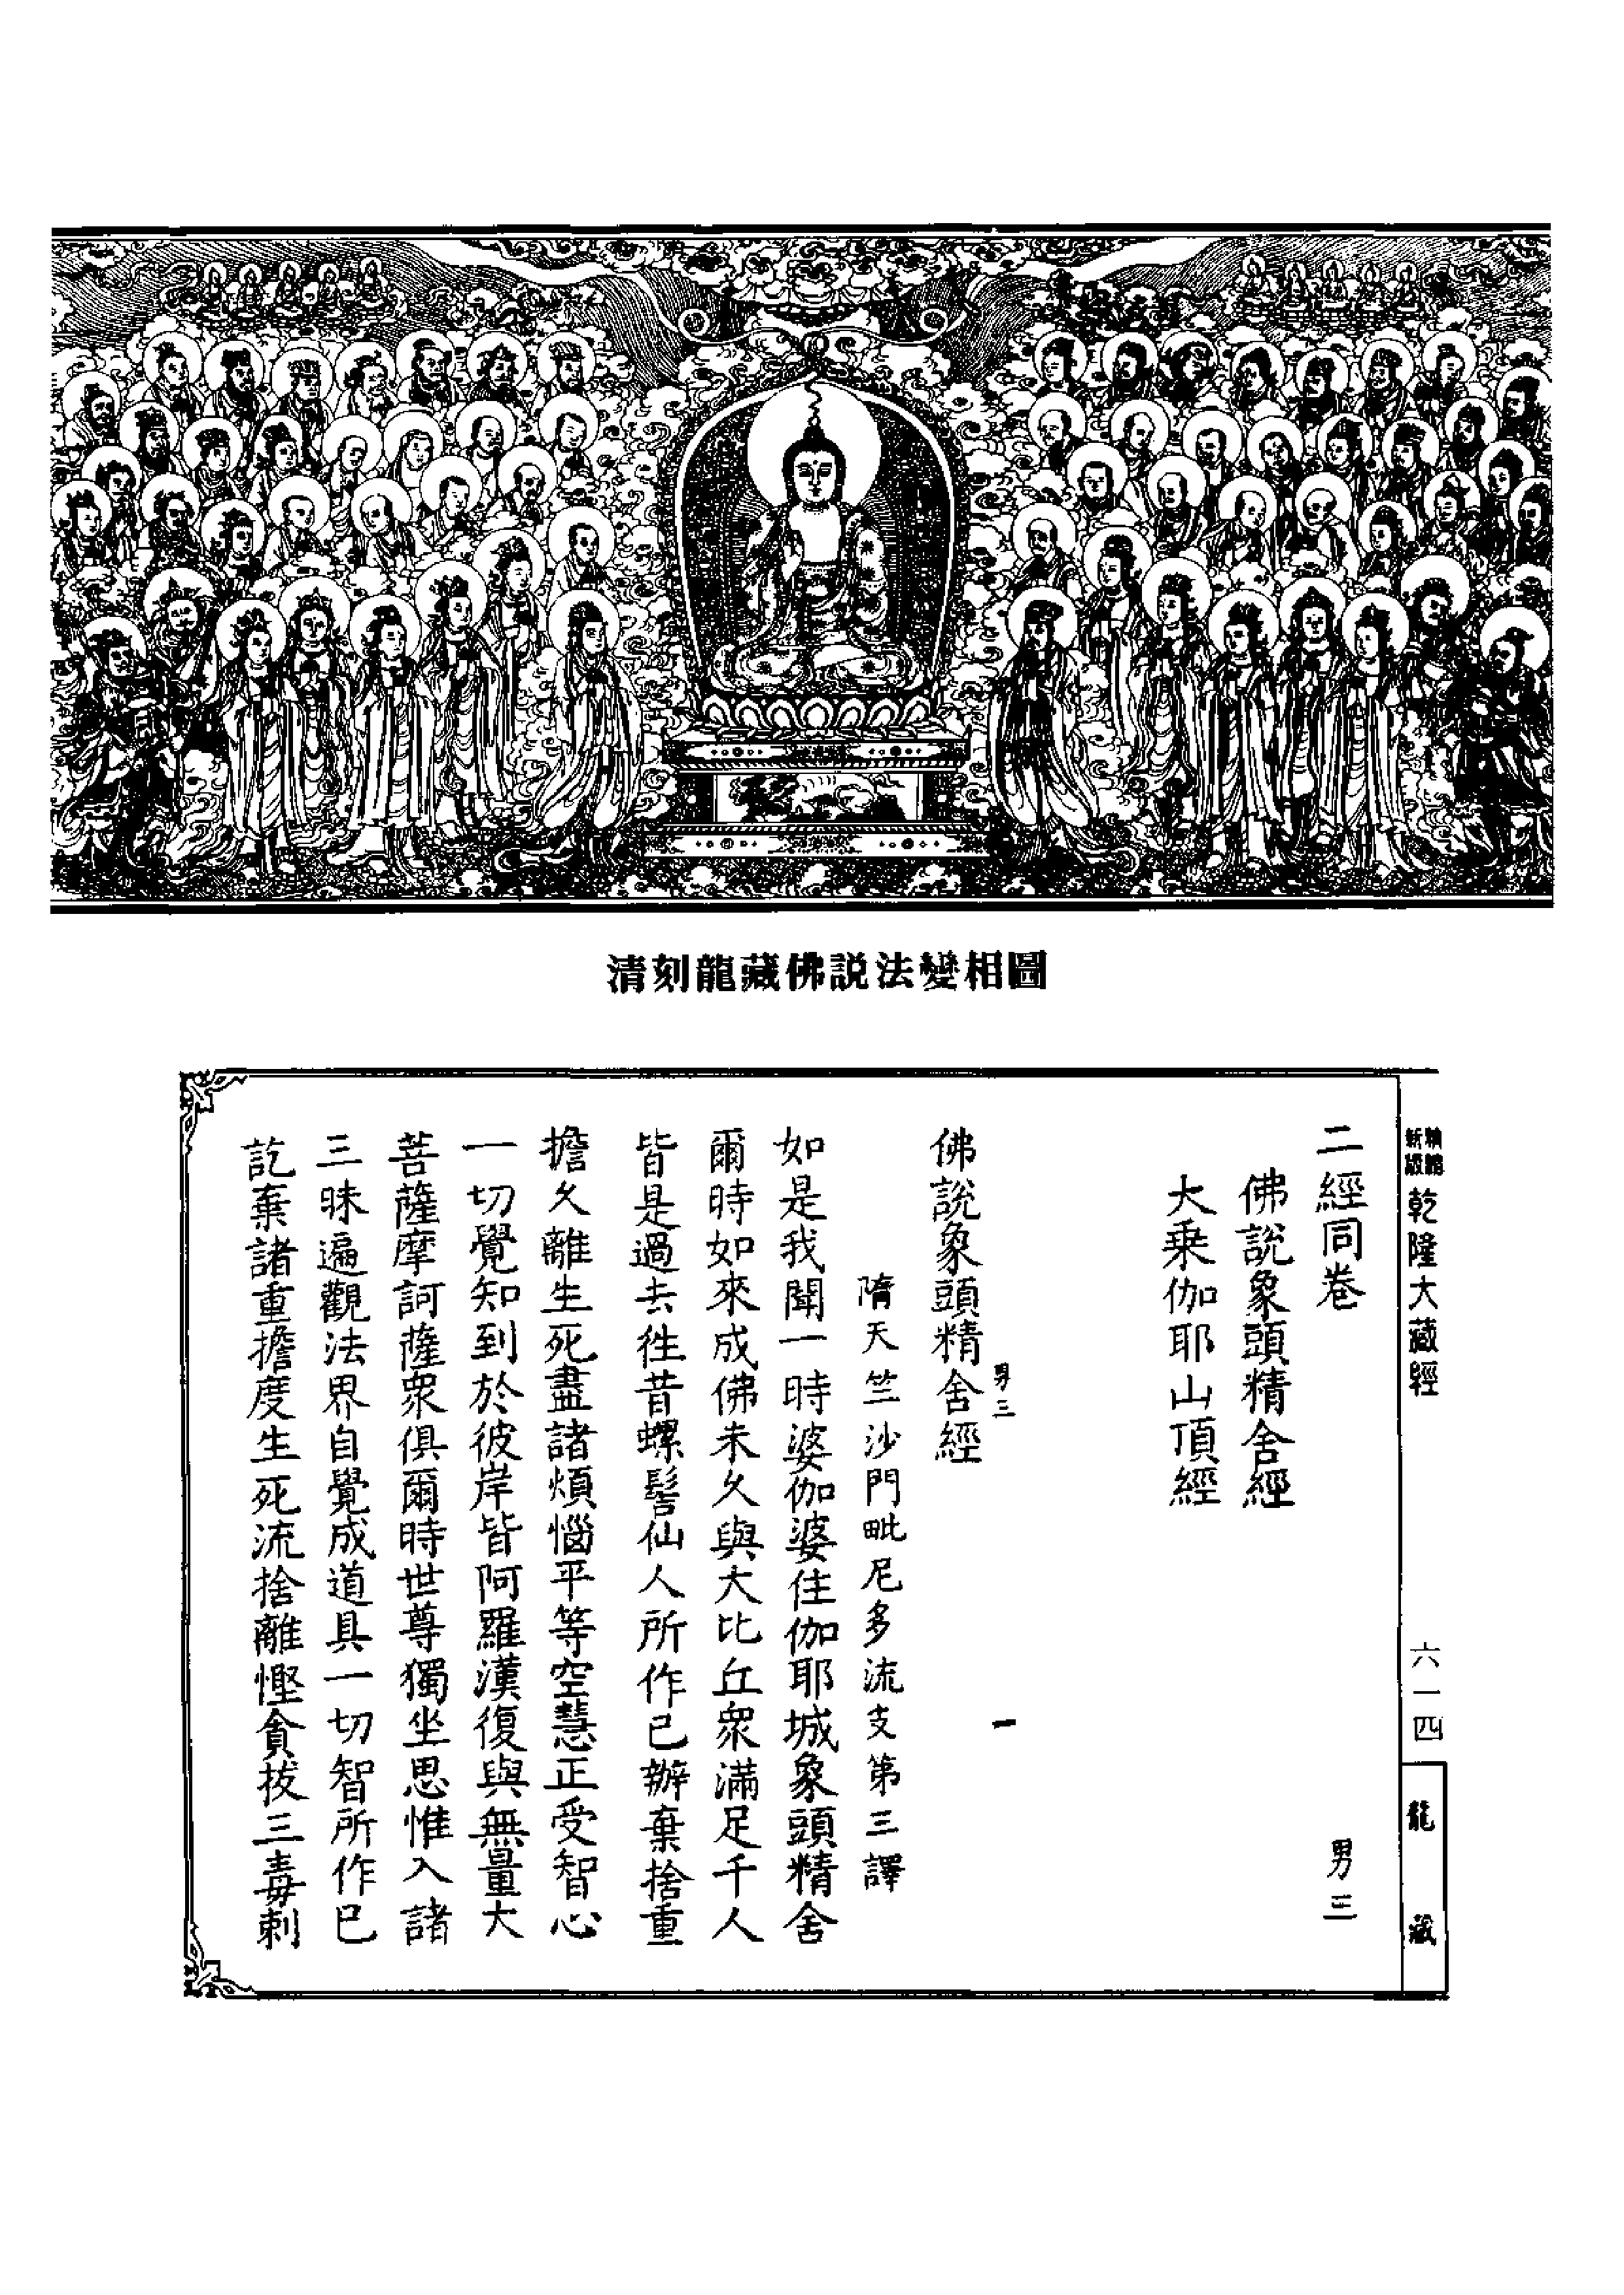 清刻龍藏佛説法變相圖
新版
乾隆大藏經
六一四
龍藏
二經同卷
男三
佛說象頭精舍經
大乗伽耶山頂經
男三
一
佛說象頭精舍經
隋天竺沙門毗尼多流支第三譯
如是我聞一時婆伽婆住伽耶城象頭精舍
爾時如來成佛未久與大比丘衆滿足千人
皆是過去徃昔螺髻仙人所作已辦棄捨重
擔久離生死盡諸煩惱平等空慧正受智心
一切覺知到於彼岸皆阿羅漢復與無量大
菩薩摩訶薩衆俱爾時世尊獨坐思惟入諸
三昧遍觀法界自覺成道具一切智所作已
訖棄諸重擔度生死流捨離慳貪拔三毒刺